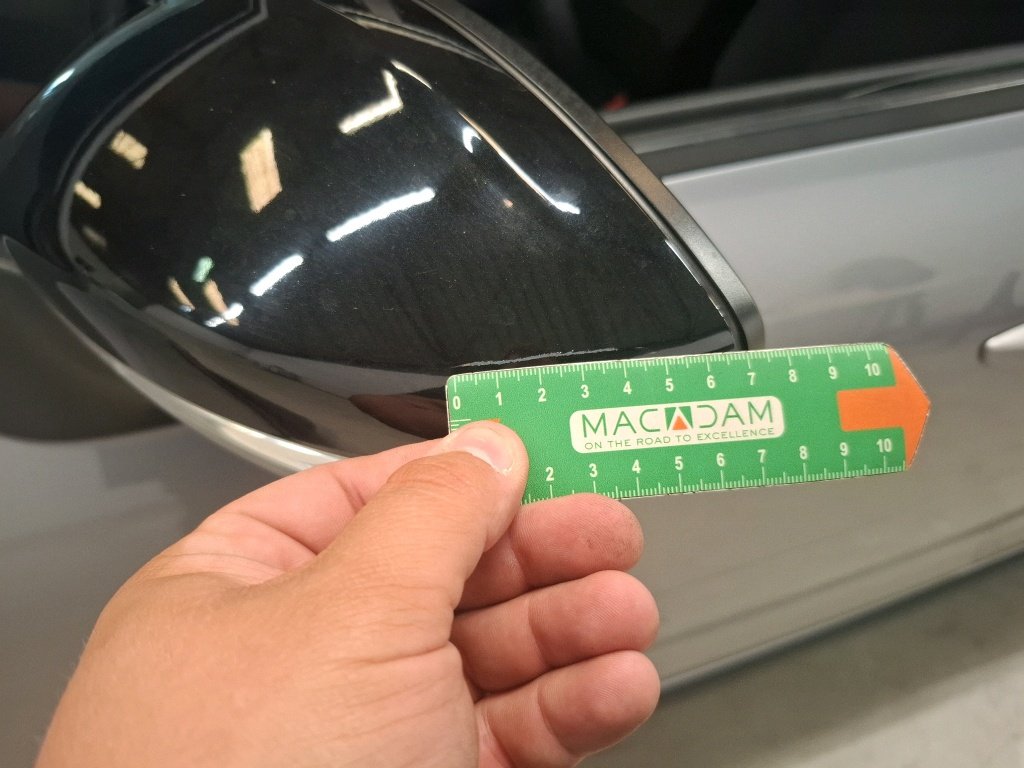 0 1 2 3 4 5 6 7 8 9 10
MACADAM
ON THE ROAD TO EXCELLENCE
2 3 4 5 6 7 8 9 10